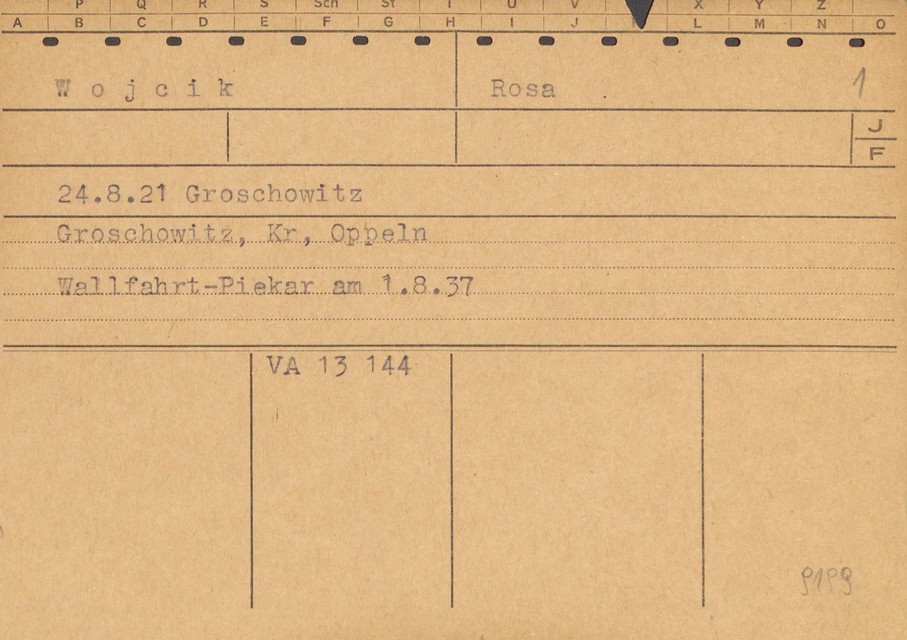 P Q R S Sch St T U V X Y Z
A B C D E F G H I J L M N O
W o j c i k Rosa 1
J
F
24.8.21 Groschowitz
Groschowitz, Kr, Oppeln
Wallfahrt-Piekar am 1.8.37
VA 13 144
9199